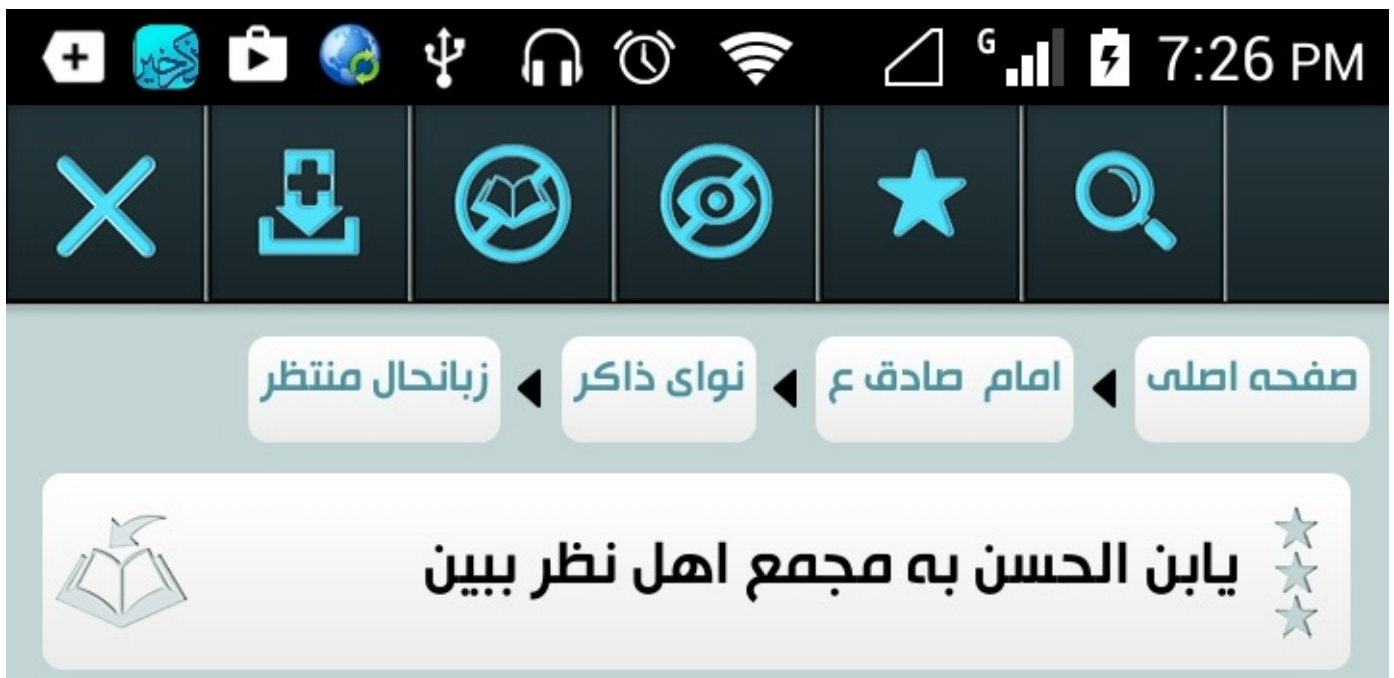 G 7:26 PM
صفحه اصلی امام صادق ع نوای ذاکر زبانحال منتظر
یابن الحسن به مجمع اهل نظر ببین